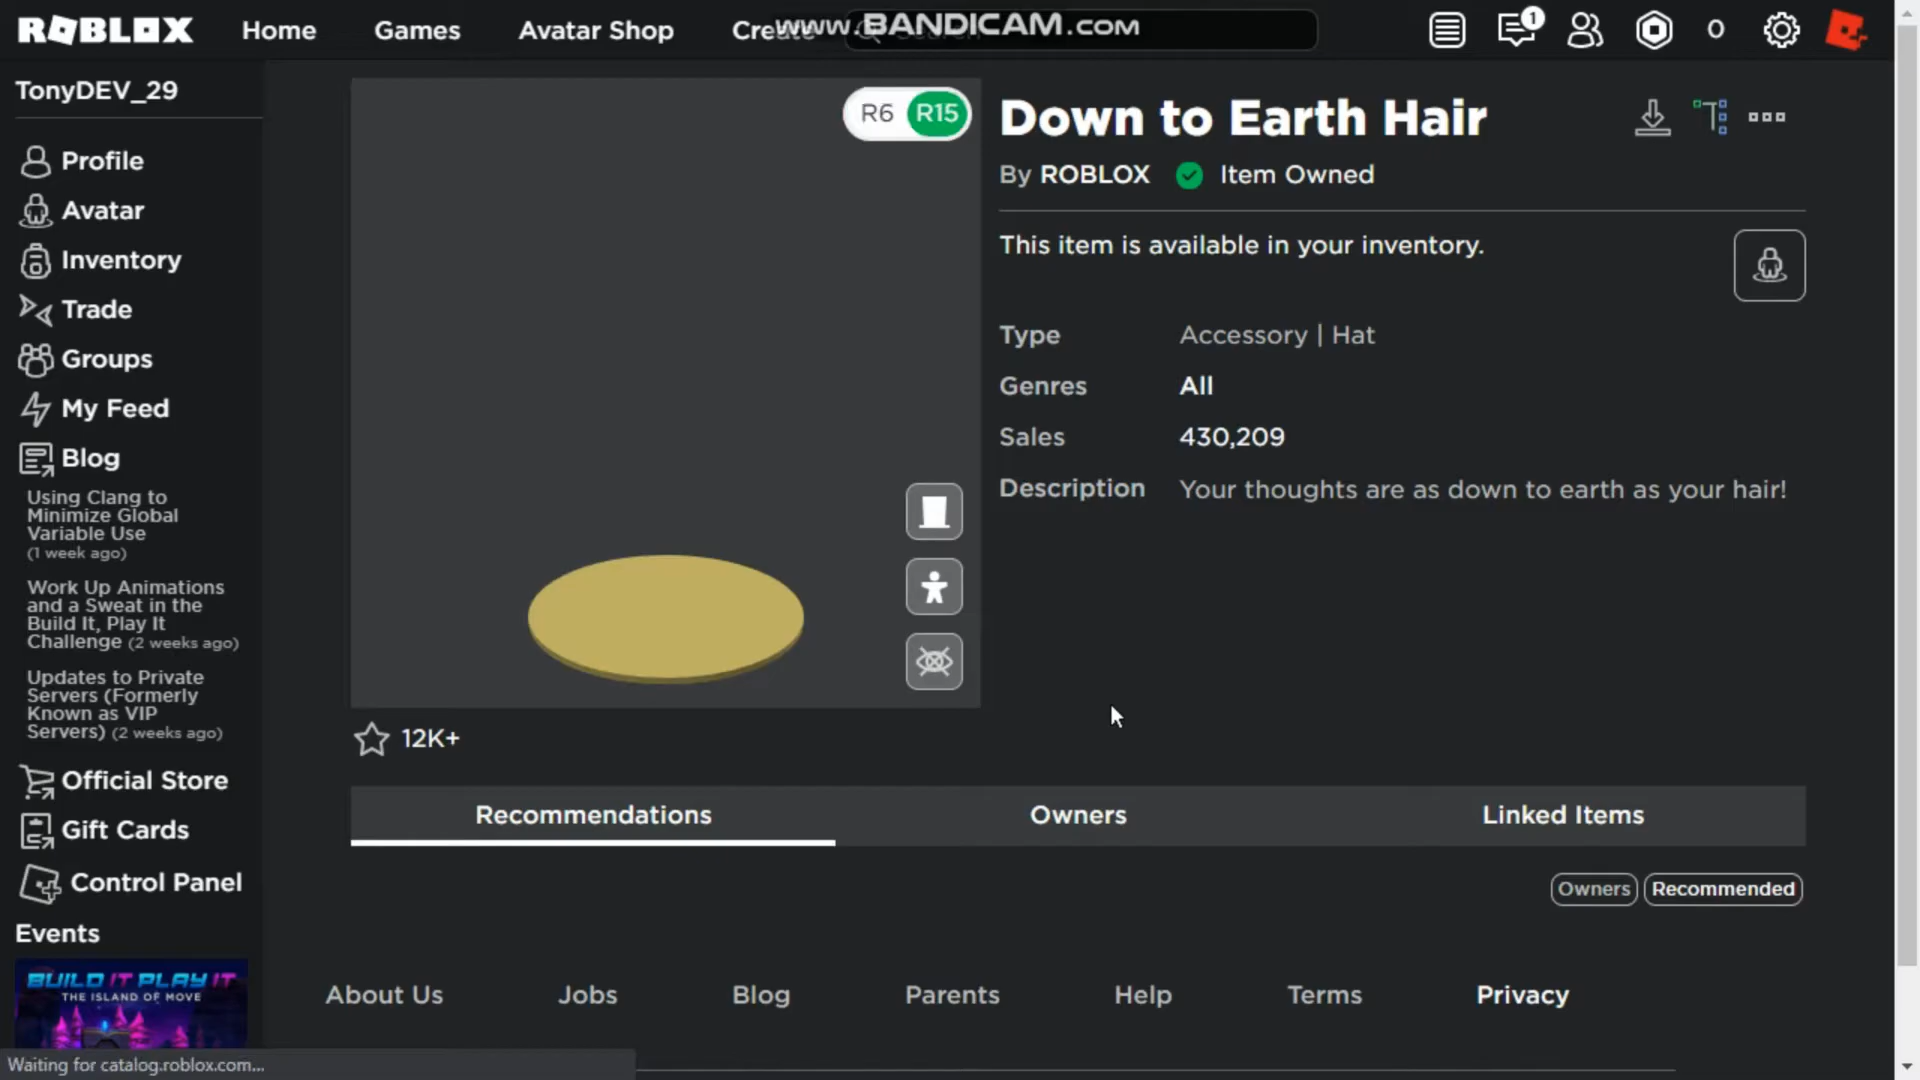 ROBLOX
Home
Games
Avatar Shop
Create
www.BANDICAM.com
1
0
TonyDEV_29
Profile
Avatar
Inventory
Trade
Groups
My Feed
Blog
Using Clang to
Minimize Global
Variable Use
(1 week ago)
Work Up Animations
and a Sweat in the
Build It, Play It
Challenge (2 weeks ago)
Updates to Private
Servers (Formerly
Known as VIP
Servers) (2 weeks ago)
Official Store
Gift Cards
Control Panel
Events
BUILD IT PLAY IT
THE ISLAND OF MOVE
R6 R15
12K+
Down to Earth Hair
By ROBLOX Item Owned
This item is available in your inventory.
Type Accessory | Hat
Genres All
Sales 430,209
Description Your thoughts are as down to earth as your hair!
Recommendations
Owners
Linked Items
Owners Recommended
About Us Jobs Blog Parents Help Terms Privacy
Waiting for catalog.roblox.com...